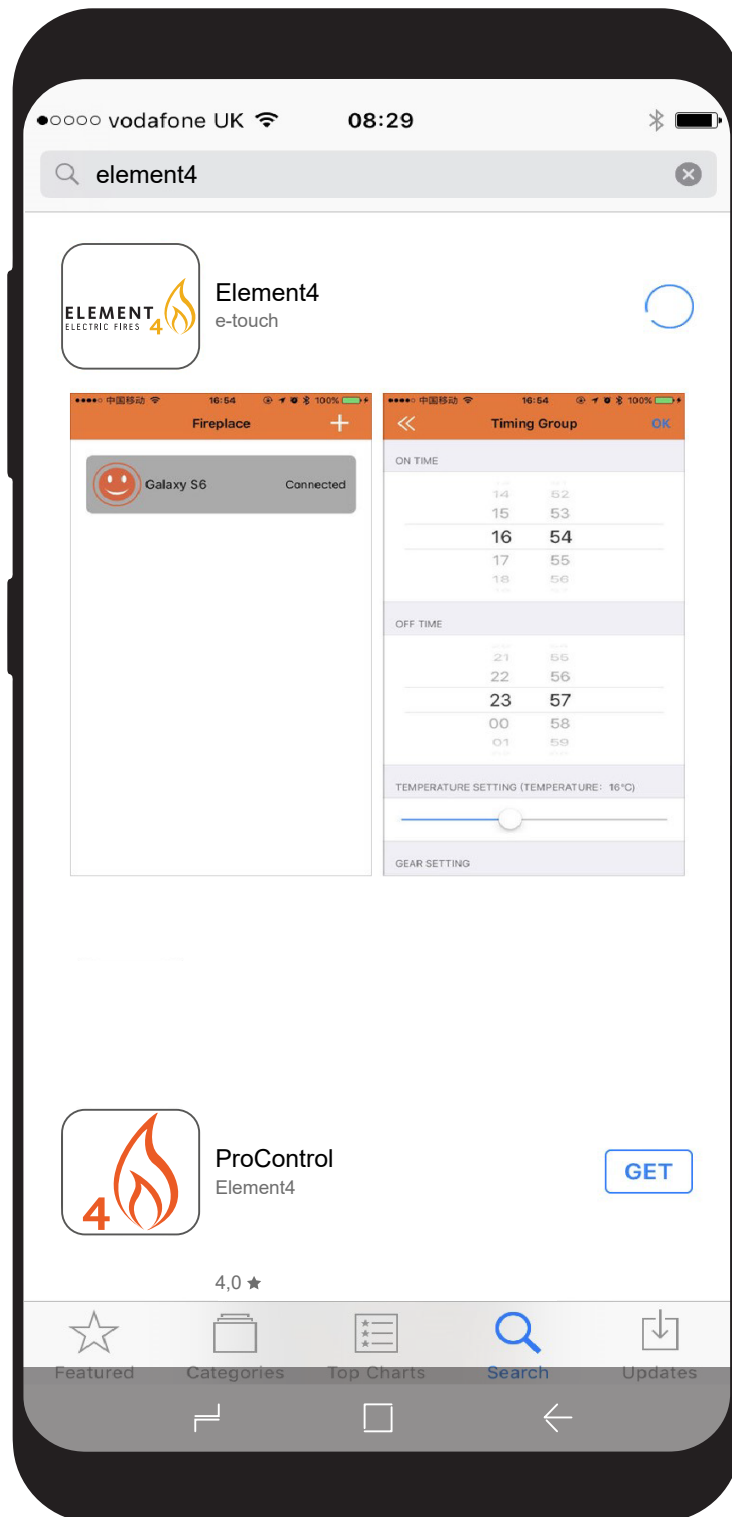 vodafone UK 08:29
element4
ELEMENT 4
ELECTRIC FIRES
Element4
e-touch
中国移动 16:54 100%
Fireplace +
Galaxy S6 Connected
中国移动 16:54 100%
Timing Group OK
ON TIME
14 52
15 53
16 54
17 55
18 56
OFF TIME
21 55
22 56
23 57
00 58
01 59
TEMPERATURE SETTING (TEMPERATURE: 16°C)
GEAR SETTING
4
ProControl
Element4
GET
4,0 ★
Featured Categories Top Charts Search Updates